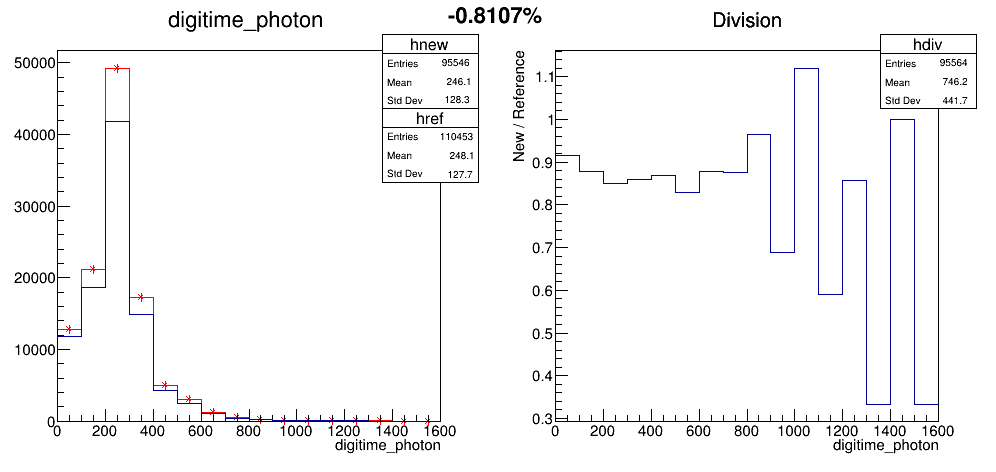 -0.8107%
digitime_photon
hnew
Entries 95546
Mean 246.1
Std Dev 128.3
href
Entries 110453
Mean 248.1
Std Dev 127.7
50000
40000
30000
20000
10000
0
0 200 400 600 800 1000 1200 1400 1600
digitime_photon
Division
hdiv
Entries 95564
Mean 746.2
Std Dev 441.7
New / Reference
1.1
1
0.9
0.8
0.7
0.6
0.5
0.4
0.3
0 200 400 600 800 1000 1200 1400 1600
digitime_photon